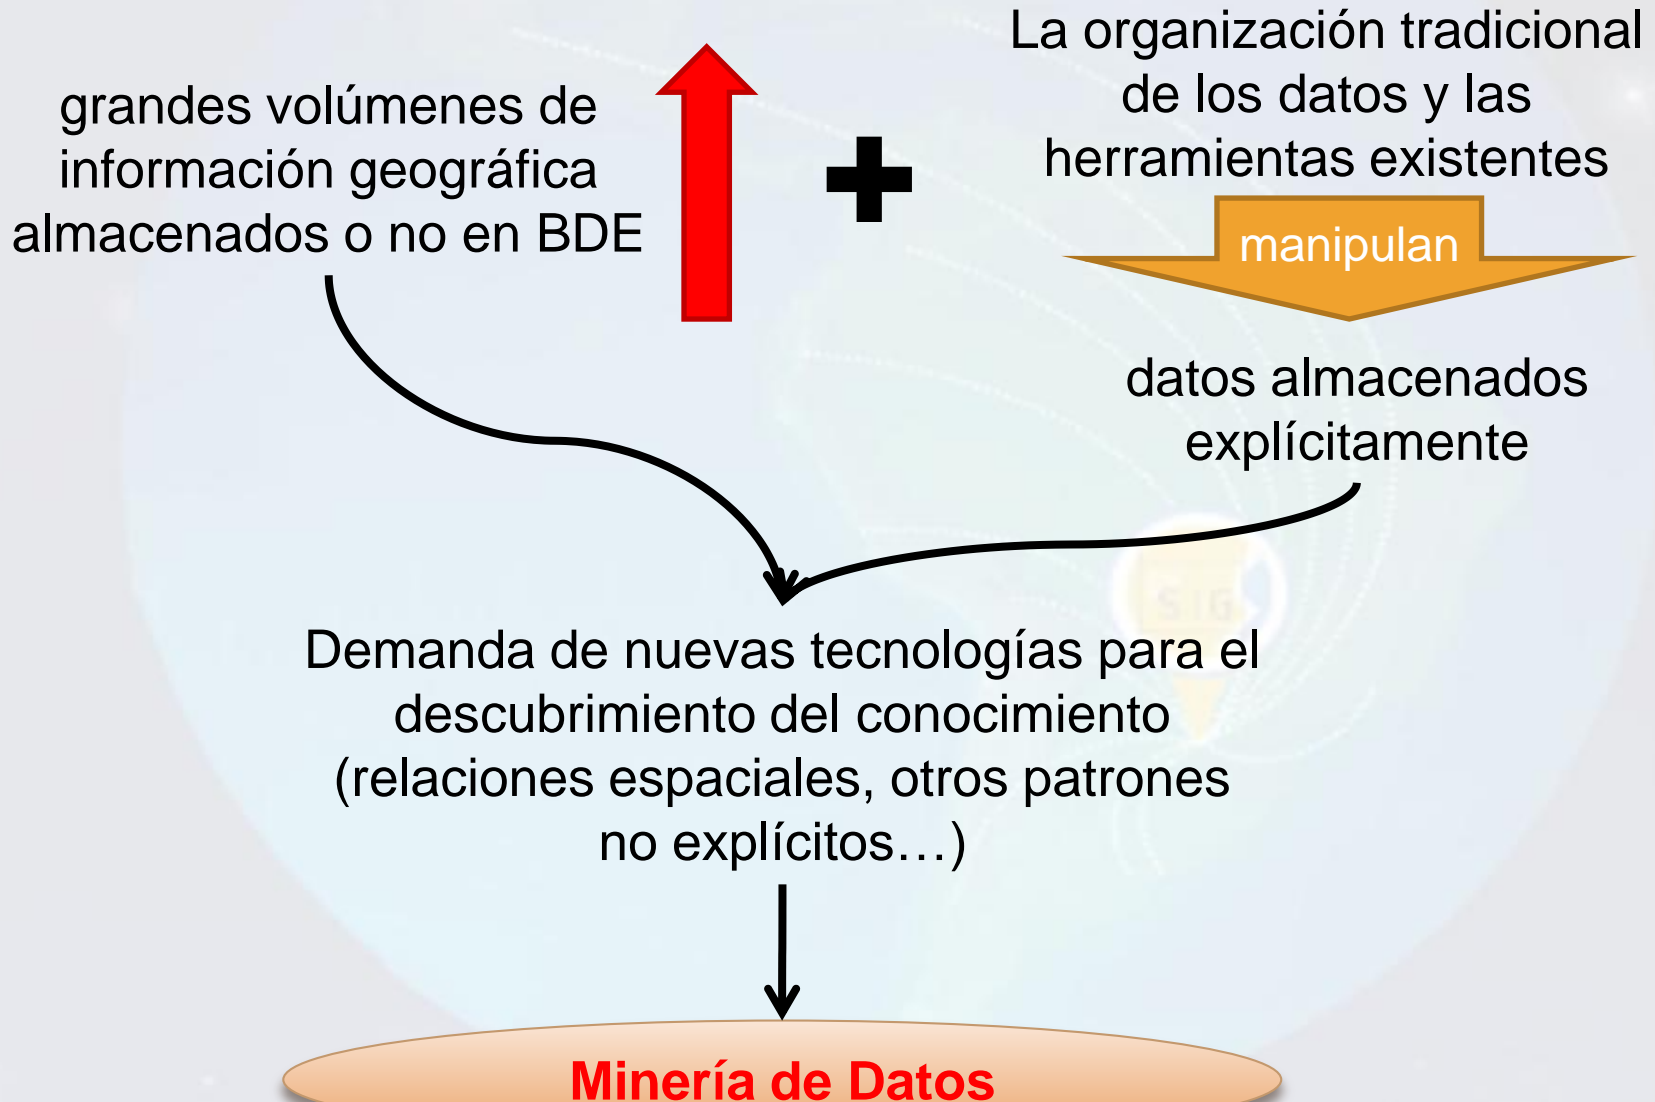 grandes volúmenes de
información geográfica
almacenados o no en BDE
La organización tradicional
de los datos y las
herramientas existentes
manipulan
datos almacenados
explícitamente
SIG
Demanda de nuevas tecnologías para el
descubrimiento del conocimiento
(relaciones espaciales, otros patrones
no explícitos…)
Minería de Datos